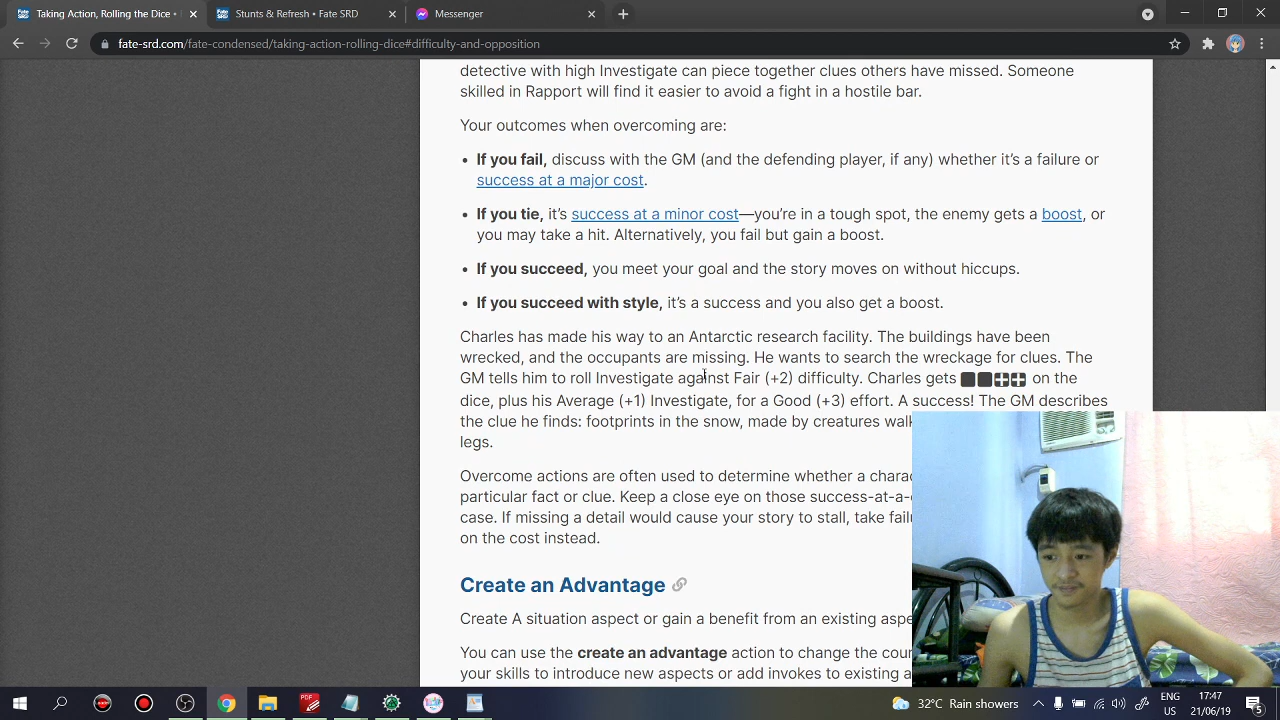 Taking Action, Rolling the Dice •
Stunts & Refresh • Fate SRD
Messenger
fate-srd.com/fate-condensed/taking-action-rolling-dice#difficulty-and-opposition
detective with high Investigate can piece together clues others have missed. Someone
skilled in Rapport will find it easier to avoid a fight in a hostile bar.
Your outcomes when overcoming are:
• If you fail, discuss with the GM (and the defending player, if any) whether it’s a failure or
success at a major cost.
• If you tie, it’s success at a minor cost—you’re in a tough spot, the enemy gets a boost, or
you may take a hit. Alternatively, you fail but gain a boost.
• If you succeed, you meet your goal and the story moves on without hiccups.
• If you succeed with style, it’s a success and you also get a boost.
Charles has made his way to an Antarctic research facility. The buildings have been
wrecked, and the occupants are missing. He wants to search the wreckage for clues. The
GM tells him to roll Investigate against Fair (+2) difficulty. Charles gets on the
dice, plus his Average (+1) Investigate, for a Good (+3) effort. A success! The GM describes
the clue he finds: footprints in the snow, made by creatures walk
legs.
Overcome actions are often used to determine whether a charac
particular fact or clue. Keep a close eye on those success-at-a-
case. If missing a detail would cause your story to stall, take failu
on the cost instead.
Create an Advantage
Create A situation aspect or gain a benefit from an existing aspe
You can use the create an advantage action to change the cour
your skills to introduce new aspects or add invokes to existing a
32°C Rain showers
ENG
US
17:47
21/06/19
5